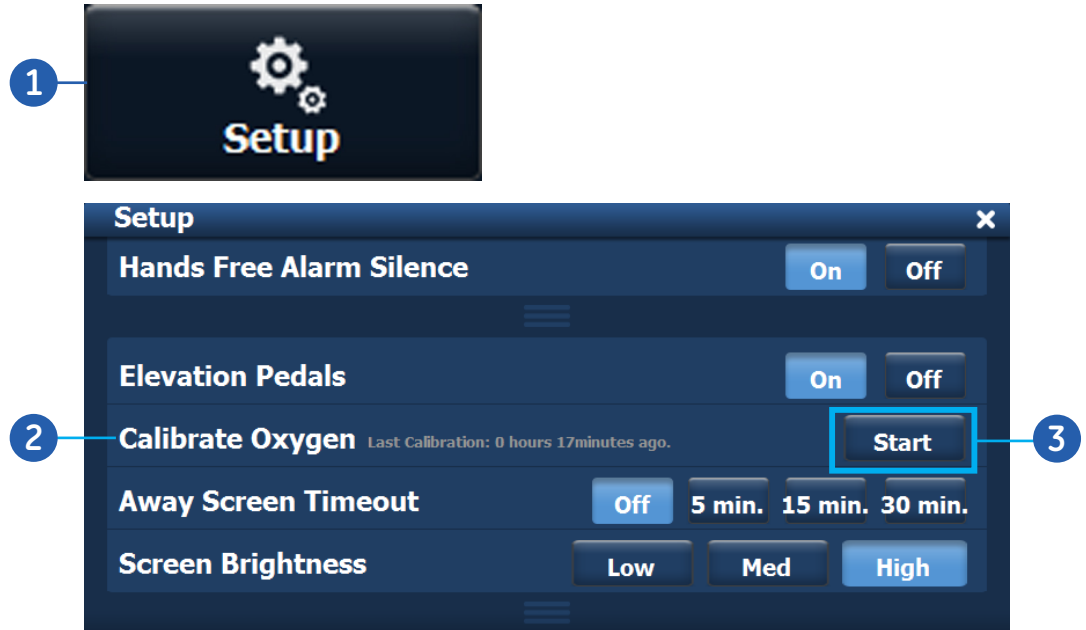 1
Setup
Setup
Hands Free Alarm Silence On Off
Elevation Pedals On Off
2 Calibrate Oxygen Last Calibration: 0 hours 17minutes ago. Start 3
Away Screen Timeout Off 5 min. 15 min. 30 min.
Screen Brightness Low Med High